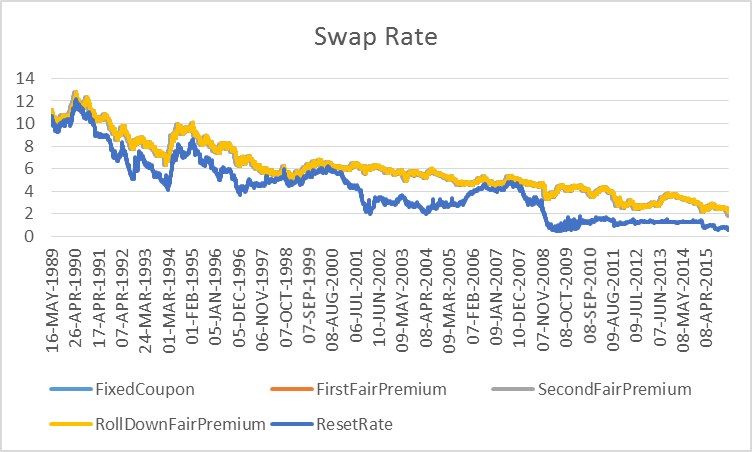 Swap Rate
14
12
10
8
6
4
2
0
16-MAY-1989
26-APR-1990
17-APR-1991
07-APR-1992
24-MAR-1993
01-MAR-1994
01-FEB-1995
05-JAN-1996
05-DEC-1996
06-NOV-1997
07-OCT-1998
07-SEP-1999
08-AUG-2000
06-JUL-2001
10-JUN-2002
09-MAY-2003
08-APR-2004
09-MAR-2005
07-FEB-2006
09-JAN-2007
10-DEC-2007
07-NOV-2008
08-OCT-2009
08-SEP-2010
09-AUG-2011
09-JUL-2012
07-JUN-2013
08-MAY-2014
08-APR-2015
FixedCoupon FirstFairPremium SecondFairPremium
RollDownFairPremium ResetRate